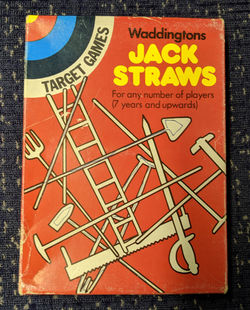 TARGET GAMES
Waddingtons
JACK
STRAWS
For any number of players
(7 years and upwards)